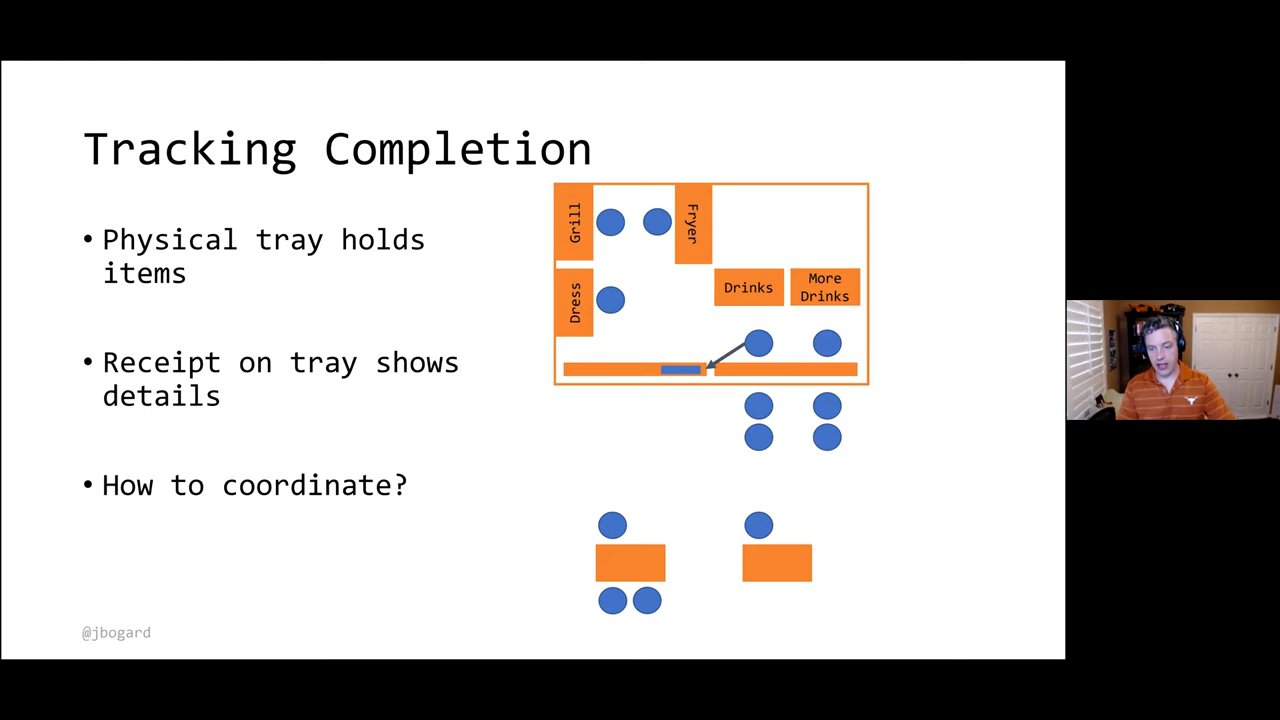 Tracking Completion
• Physical tray holds
items
• Receipt on tray shows
details
• How to coordinate?
Grill
Fryer
Dress
Drinks
More
Drinks
@jbogard